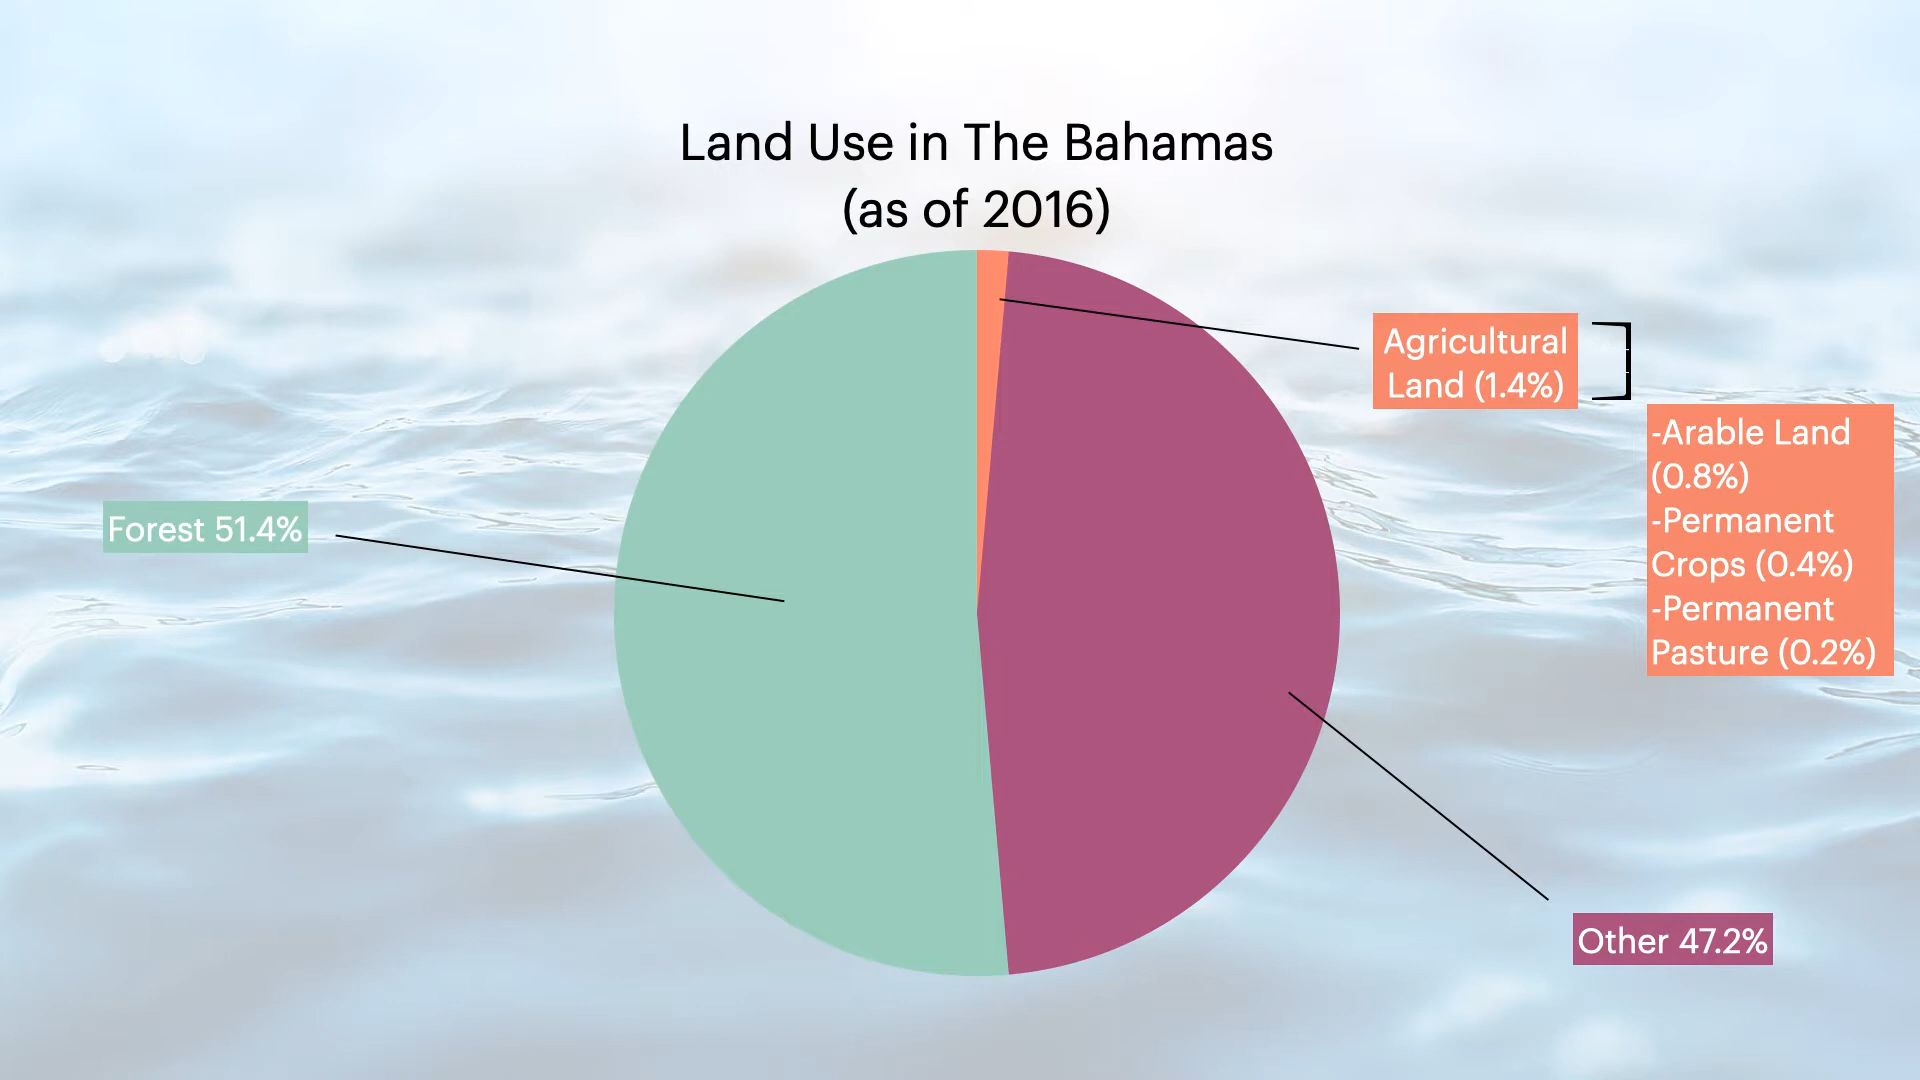 Land Use in The Bahamas
(as of 2016)
Agricultural
Land (1.4%)
-Arable Land
(0.8%)
-Permanent
Crops (0.4%)
-Permanent
Pasture (0.2%)
Forest 51.4%
Other 47.2%